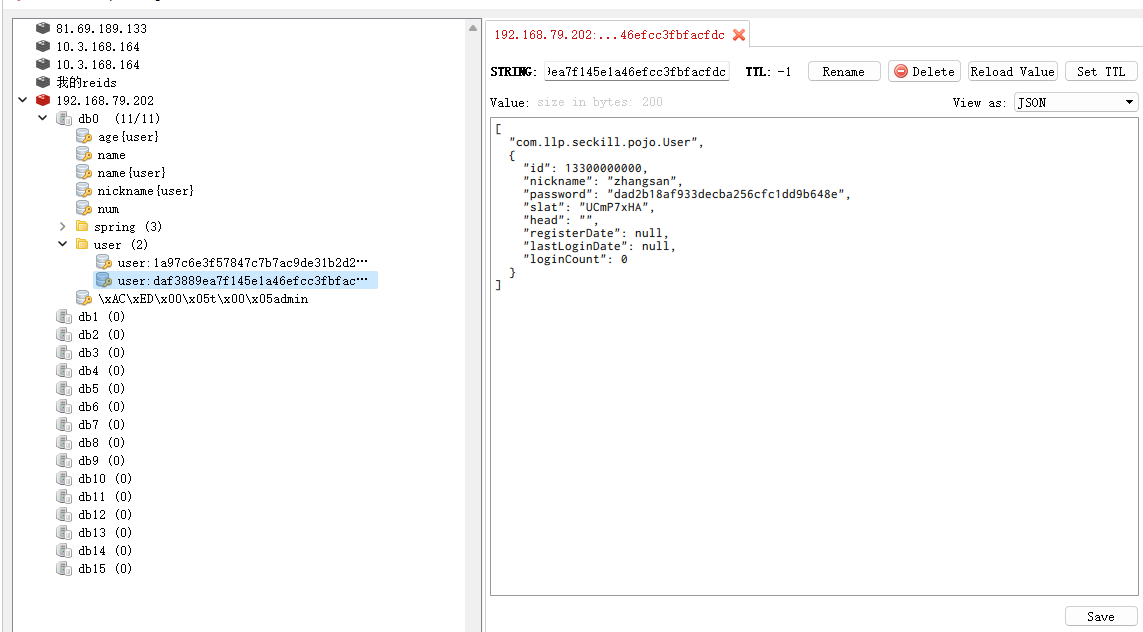 81.69.189.133
10.3.168.164
10.3.168.164
我的reids
192.168.79.202
db0 (11/11)
age{user}
name
name{user}
nickname{user}
num
spring (3)
user (2)
user:1a97c6e3f57847c7b7ac9de31b2d2…
user:daf3889ea7f145e1a46efcc3fbfac…
\xAC\xED\x00\x05t\x00\x05admin
db1 (0)
db2 (0)
db3 (0)
db4 (0)
db5 (0)
db6 (0)
db7 (0)
db8 (0)
db9 (0)
db10 (0)
db11 (0)
db12 (0)
db13 (0)
db14 (0)
db15 (0)
192.168.79.202:...46efcc3fbfacfdc
STRING: ea7f145e1a46efcc3fbfacfdc TTL: -1 Rename Delete Reload Value Set TTL
Value: size in bytes: 200 View as: JSON
[
"com.llp.seckill.pojo.User",
{
"id": 13300000000,
"nickname": "zhangsan",
"password": "dad2b18af933decba256cfc1dd9b648e",
"slat": "UCmP7xHA",
"head": "",
"registerDate": null,
"lastLoginDate": null,
"loginCount": 0
}
]
Save